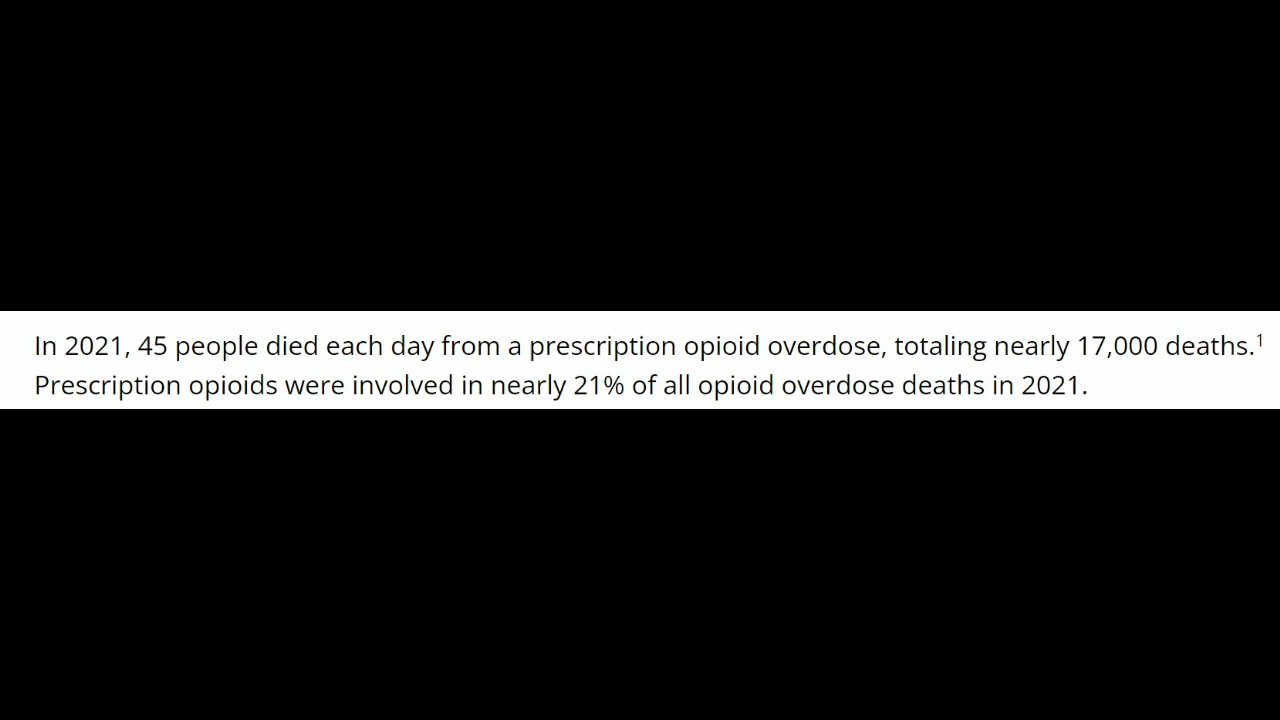 In 2021, 45 people died each day from a prescription opioid overdose, totaling nearly 17,000 deaths.¹
Prescription opioids were involved in nearly 21% of all opioid overdose deaths in 2021.